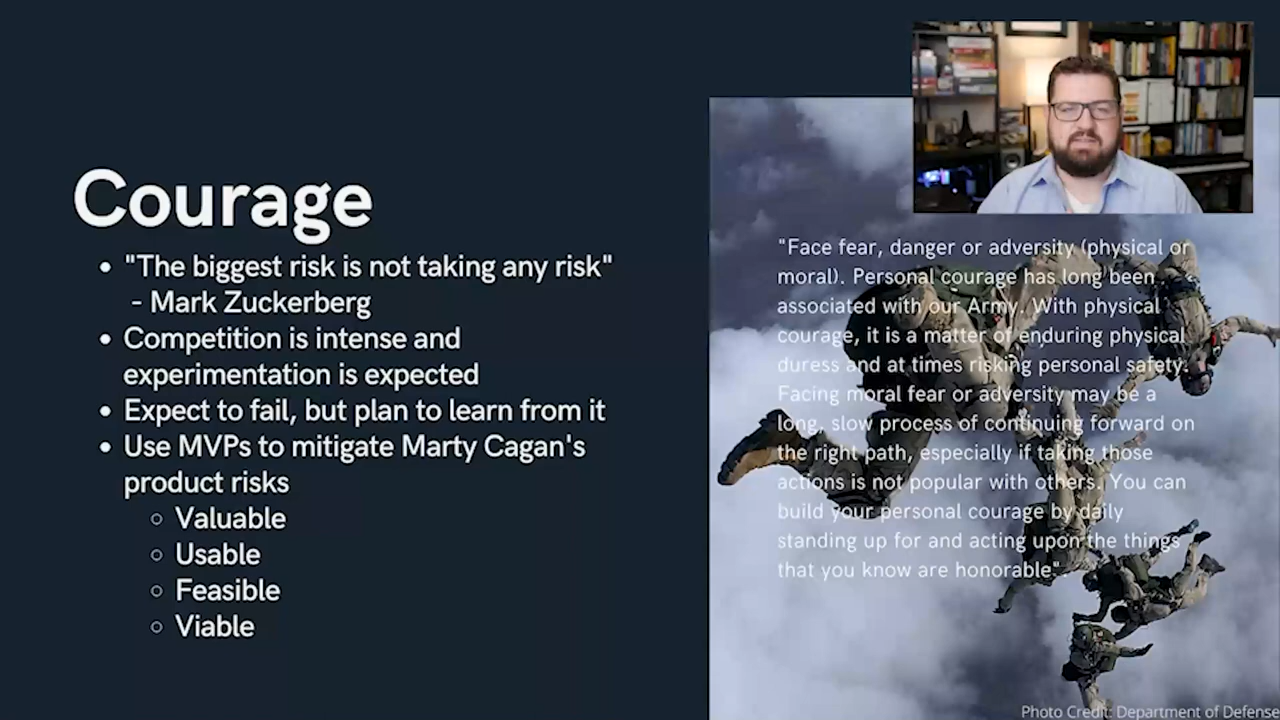 Courage
• "The biggest risk is not taking any risk"
- Mark Zuckerberg
• Competition is intense and
experimentation is expected
• Expect to fail, but plan to learn from it
• Use MVPs to mitigate Marty Cagan's
product risks
○ Valuable
○ Usable
○ Feasible
○ Viable
"Face fear, danger or adversity (physical or
moral). Personal courage has long been
associated with our Army. With physical
courage, it is a matter of enduring physical
duress and at times risking personal safety.
Facing moral fear or adversity may be a
long, slow process of continuing forward on
the right path, especially if taking those
actions is not popular with others. You can
build your personal courage by daily
standing up for and acting upon the things
that you know are honorable"
Photo Credit: Department of Defense